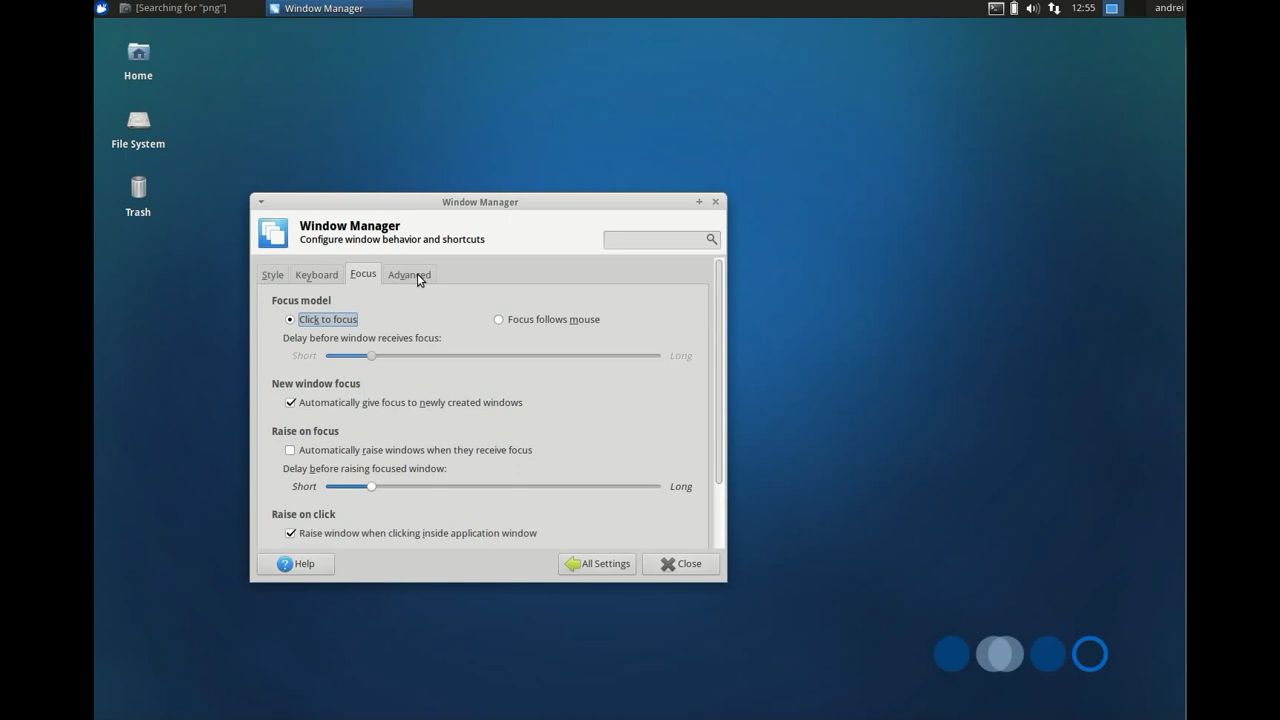 [Searching for "png"] Window Manager 12:55 andrei
Home
File System
Trash
Window Manager
Window Manager
Configure window behavior and shortcuts
Style Keyboard Focus Advanced
Focus model
Click to focus Focus follows mouse
Delay before window receives focus:
Short Long
New window focus
Automatically give focus to newly created windows
Raise on focus
Automatically raise windows when they receive focus
Delay before raising focused window:
Short Long
Raise on click
Raise window when clicking inside application window
Help All Settings Close